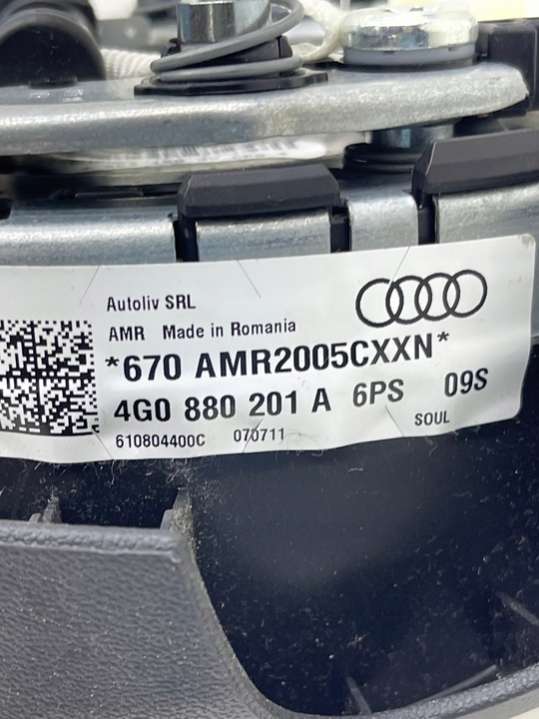 Autoliv SRL
AMR Made in Romania
*670 AMR2005CXXN*
4G0 880 201 A 6PS 09S
610804400C 070711 SOUL